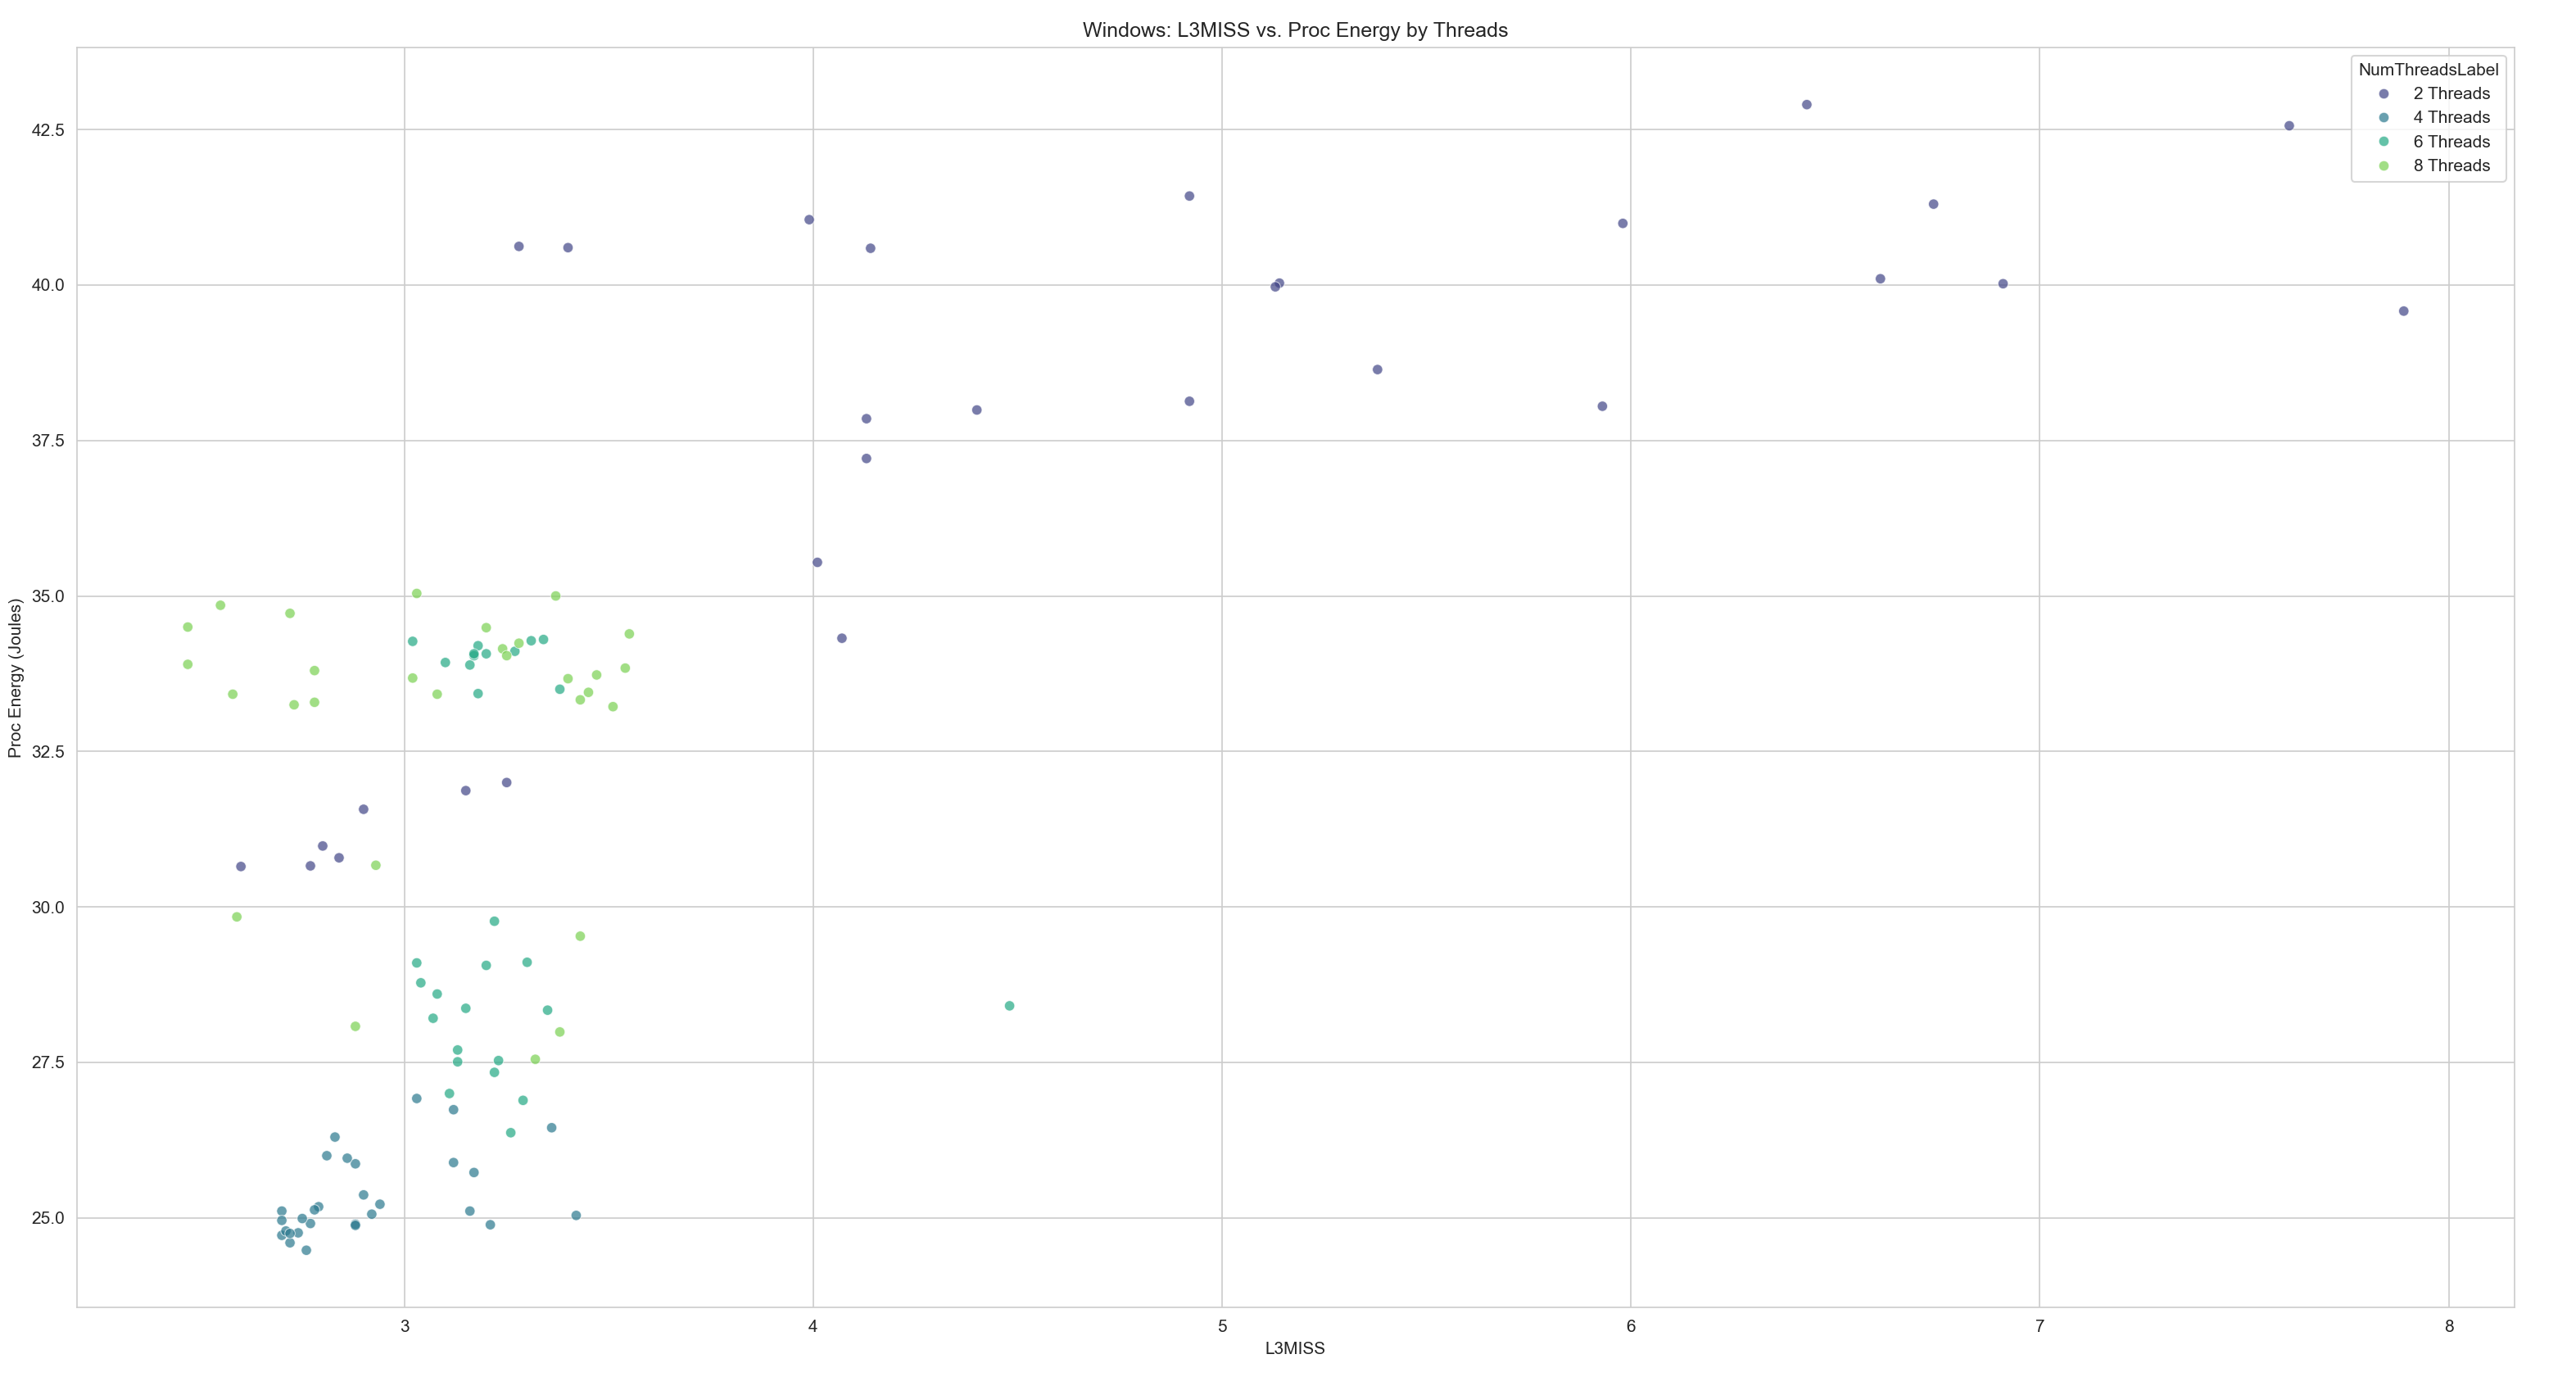 Windows: L3MISS vs. Proc Energy by Threads
NumThreadsLabel
2 Threads
4 Threads
6 Threads
8 Threads
Proc Energy (Joules)
42.5
40.0
37.5
35.0
32.5
30.0
27.5
25.0
3 4 5 6 7 8
L3MISS